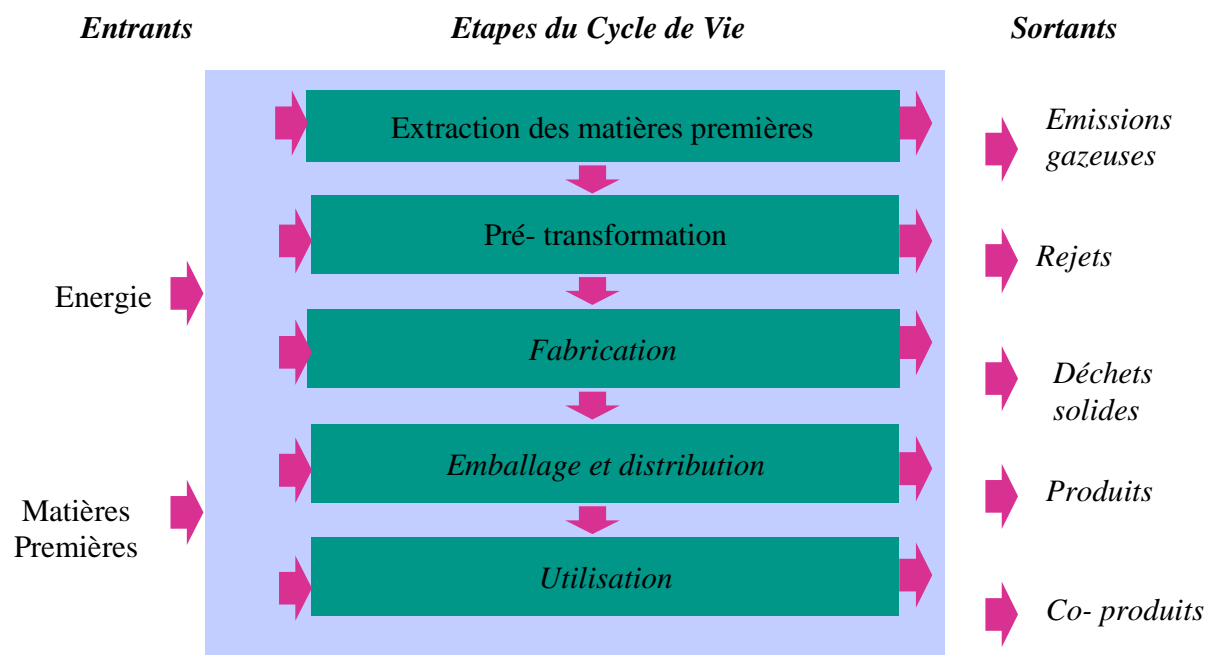 Entrants
Etapes du Cycle de Vie
Sortants
Extraction des matières premières
Emissions
gazeuses
Pré- transformation
Rejets
Energie
Fabrication
Déchets
solides
Emballage et distribution
Produits
Matières
Premières
Utilisation
Co- produits